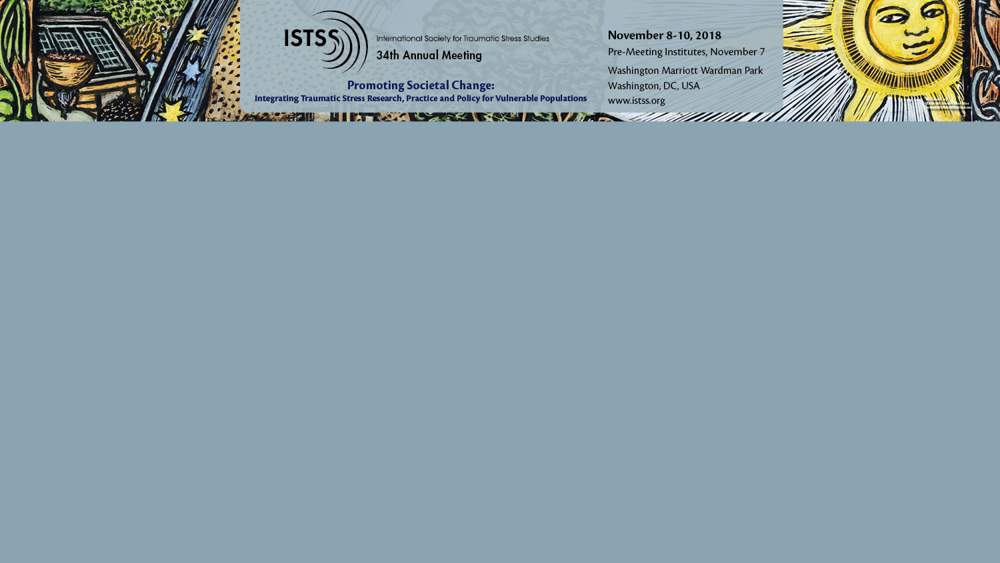 ISTSS
International Society for Traumatic Stress Studies
34th Annual Meeting
Promoting Societal Change:
Integrating Traumatic Stress Research, Practice and Policy for Vulnerable Populations
November 8-10, 2018
Pre-Meeting Institutes, November 7
Washington Marriott Wardman Park
Washington, DC, USA
www.istss.org